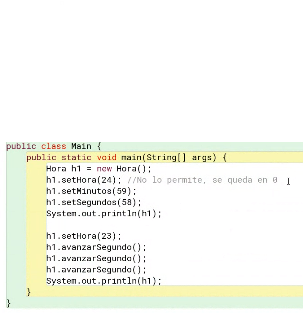 public class Main {
public static void main(String[] args) {
Hora h1 = new Hora();
h1.setHora(24); //No lo permite, se queda en 0
h1.setMinutos(59);
h1.setSegundos(58);
System.out.println(h1);
h1.setHora(23);
h1.avanzarSegundo();
h1.avanzarSegundo();
h1.avanzarSegundo();
System.out.println(h1);
}
}